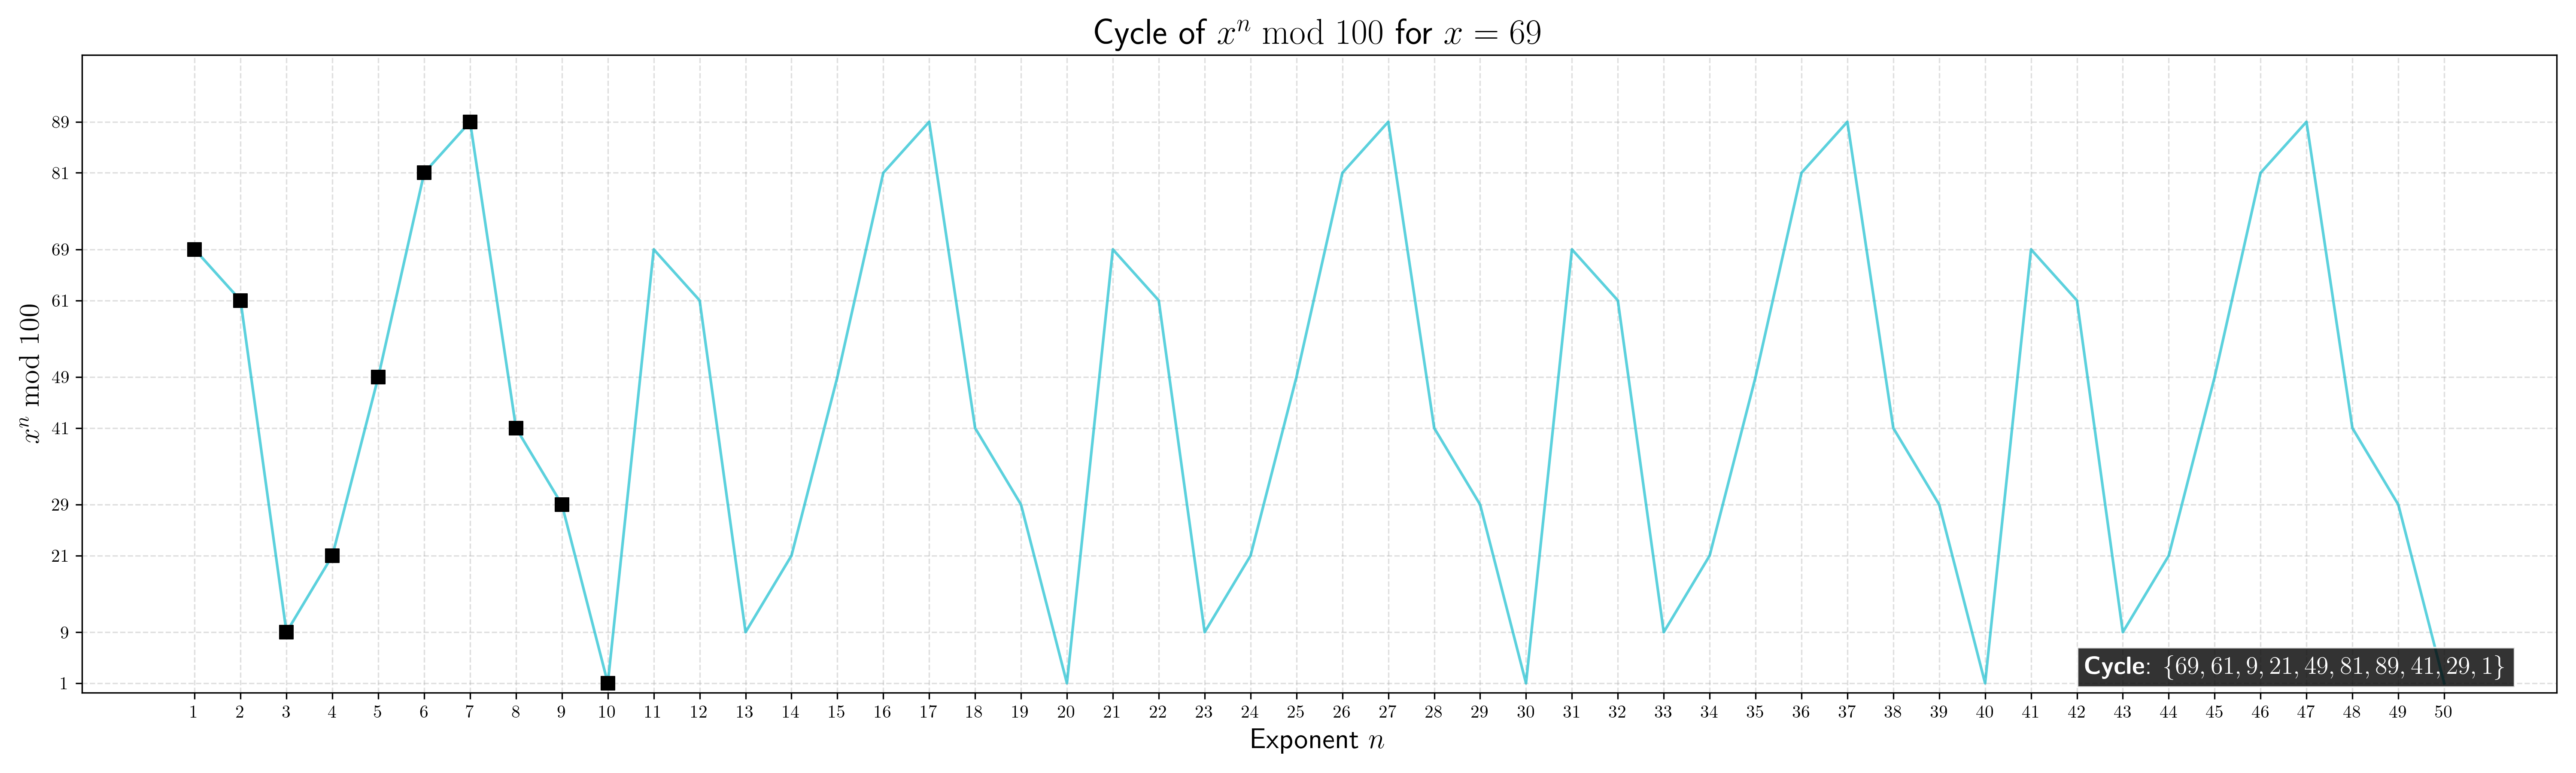 Cycle of $x^n$ mod 100 for $x = 69$
$x^n$ mod 100
89
81
69
61
49
41
29
21
9
1
Cycle: {69, 61, 9, 21, 49, 81, 89, 41, 29, 1}
1 2 3 4 5 6 7 8 9 10 11 12 13 14 15 16 17 18 19 20 21 22 23 24 25 26 27 28 29 30 31 32 33 34 35 36 37 38 39 40 41 42 43 44 45 46 47 48 49 50
Exponent $n$